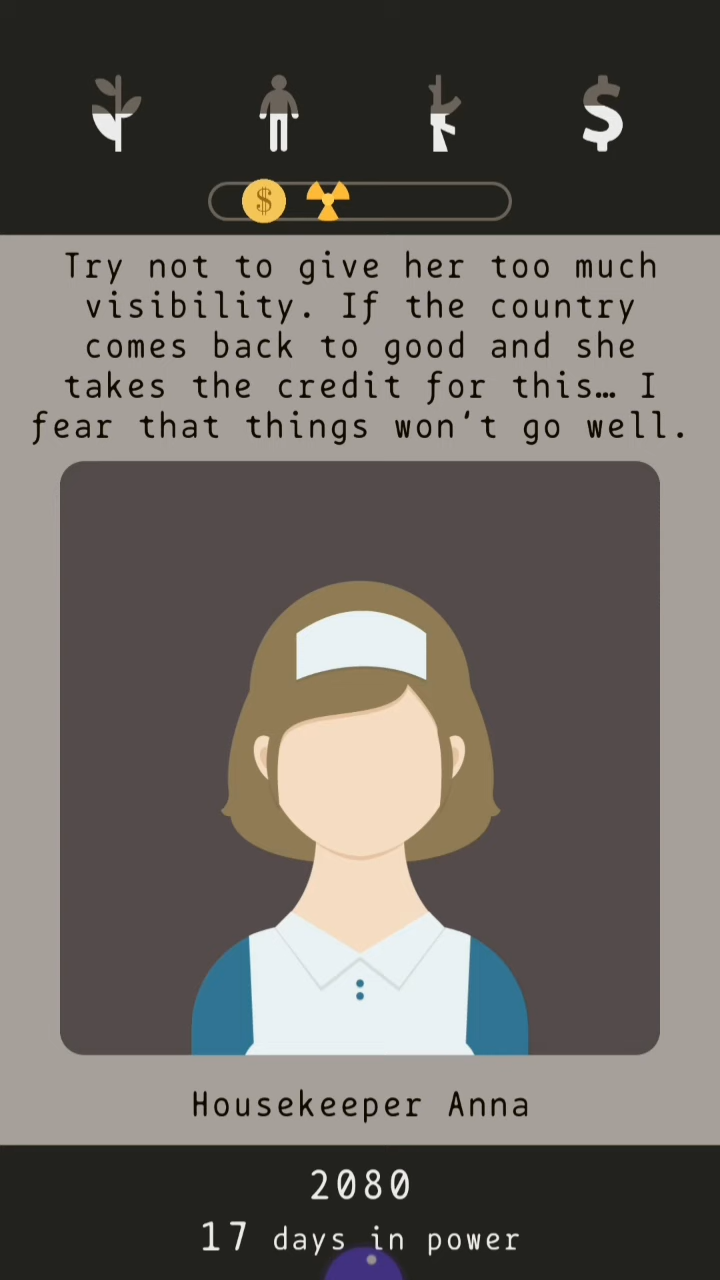 Try not to give her too much
visibility. If the country
comes back to good and she
takes the credit for this… I
fear that things won't go well.
Housekeeper Anna
2080
17 days in power